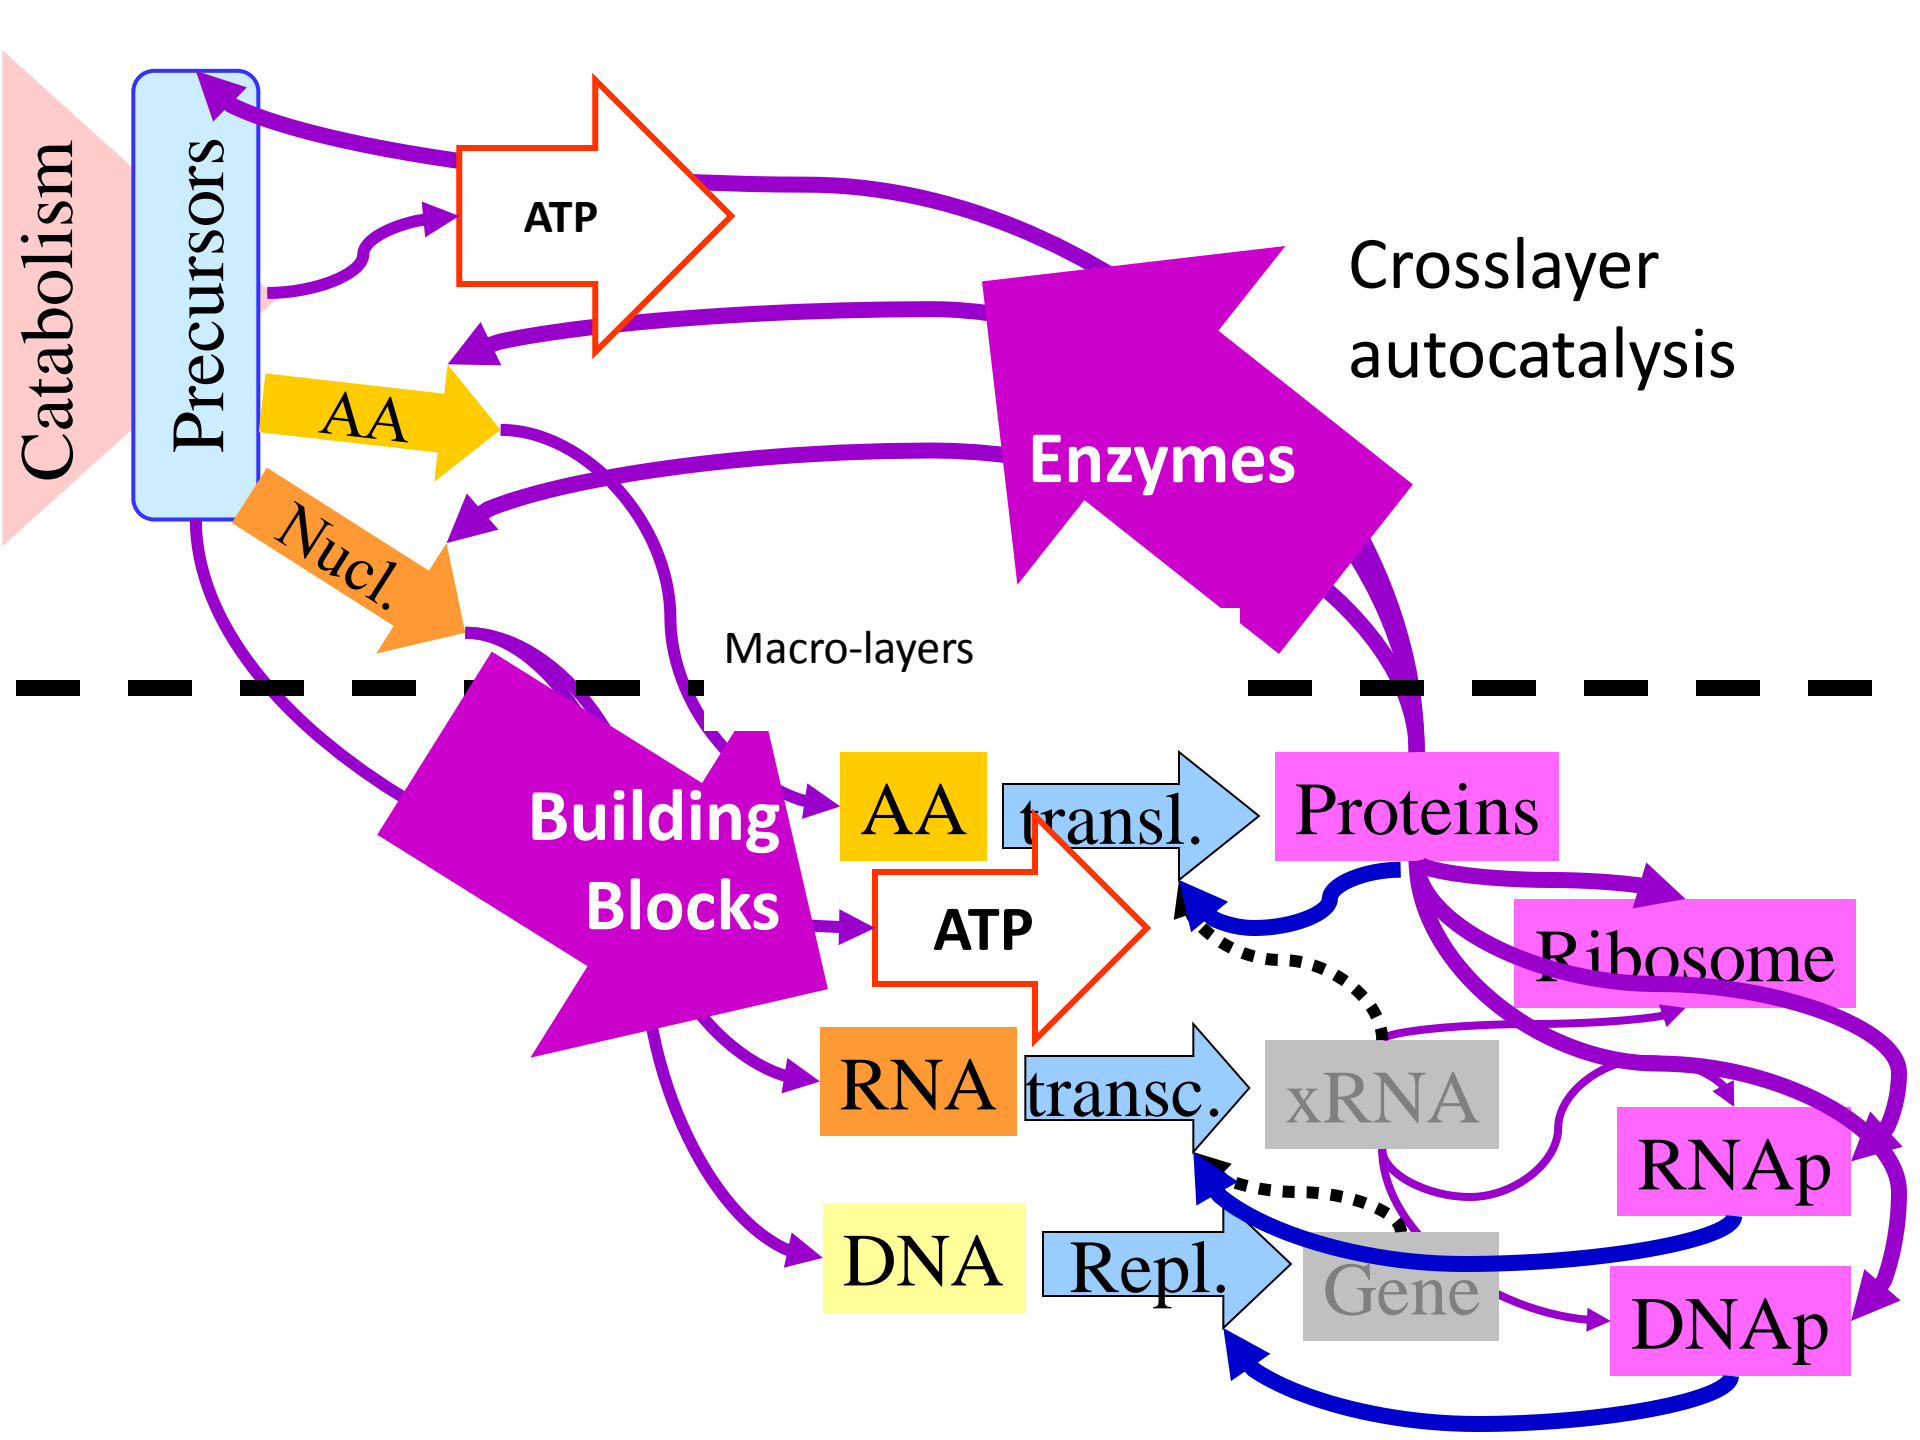 Catabolism
Precursors
ATP
Crosslayer
autocatalysis
AA
Enzymes
Nucl.
Macro-layers
Building
Blocks
AA
transl.
Proteins
ATP
Ribosome
RNA
transc.
xRNA
RNAp
DNA
Repl.
Gene
DNAp